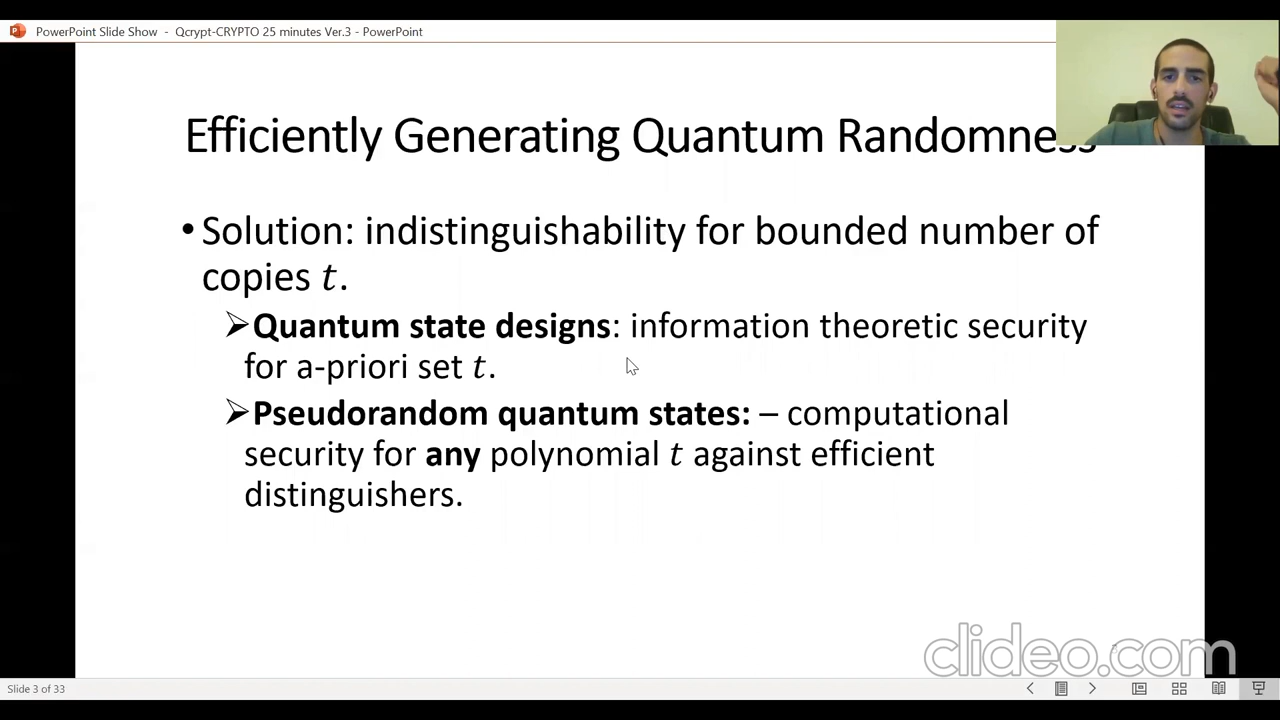 PowerPoint Slide Show - Qcrypt-CRYPTO 25 minutes Ver.3 - PowerPoint
Efficiently Generating Quantum Randomness
• Solution: indistinguishability for bounded number of
copies t.
➢Quantum state designs: information theoretic security
for a-priori set t.
➢Pseudorandom quantum states: – computational
security for any polynomial t against efficient
distinguishers.
clideo.com
Slide 3 of 33